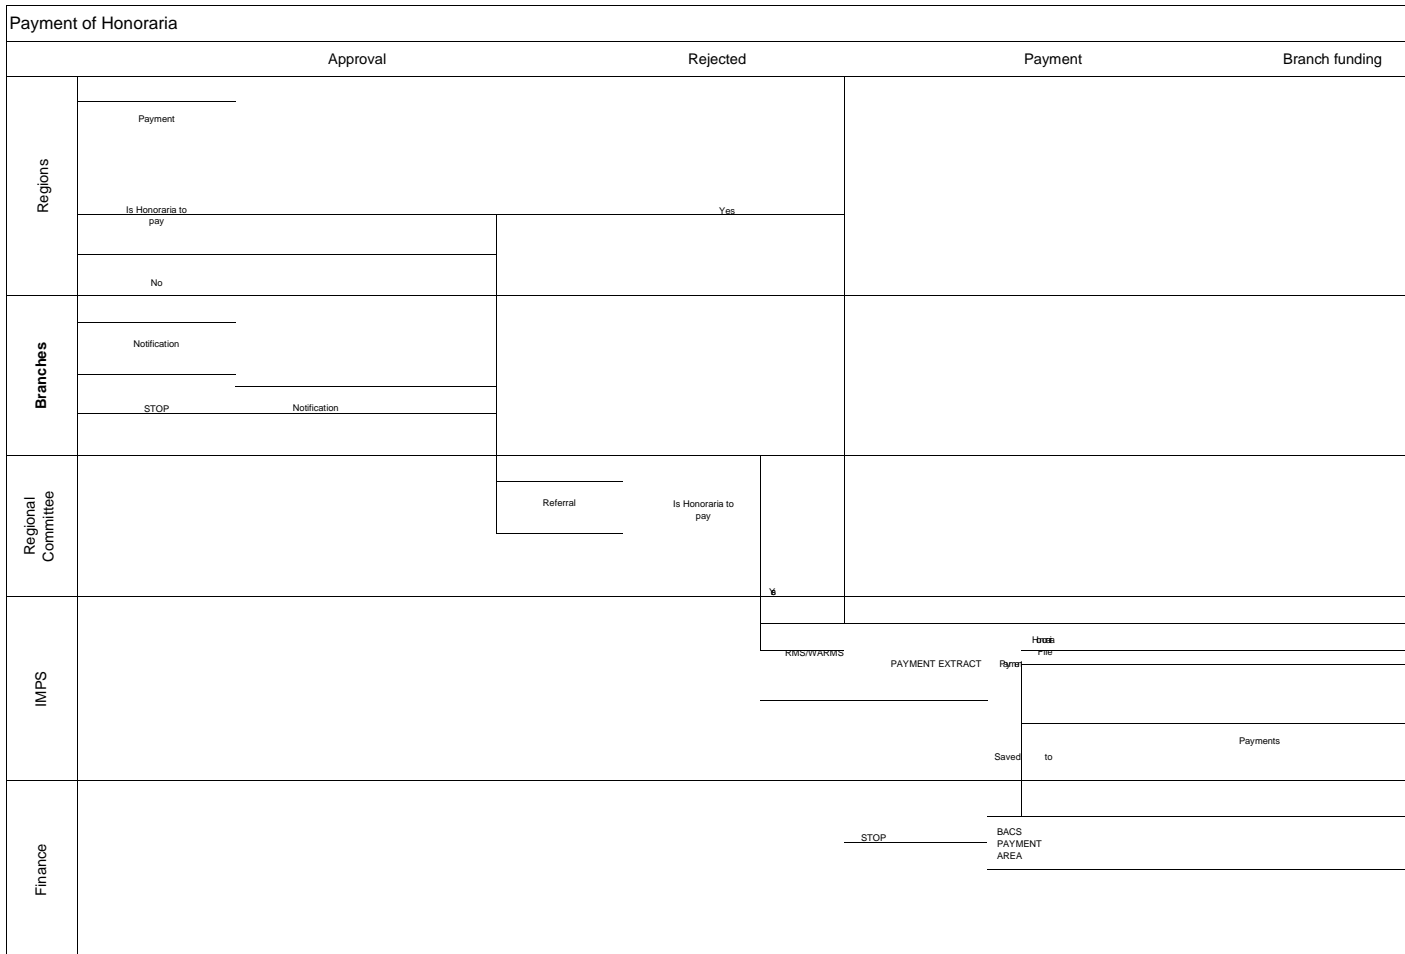 Payment of Honoraria
Approval
Rejected
Payment
Branch funding
Regions
Payment
Is Honoraria to
pay
Yes
No
Branches
Notification
STOP
Notification
Regional
Committee
Referral
Is Honoraria to
pay
IMPS
RMS/WARMS
PAYMENT EXTRACT
File
Payments
Saved to
Finance
STOP
BACS
PAYMENT
AREA